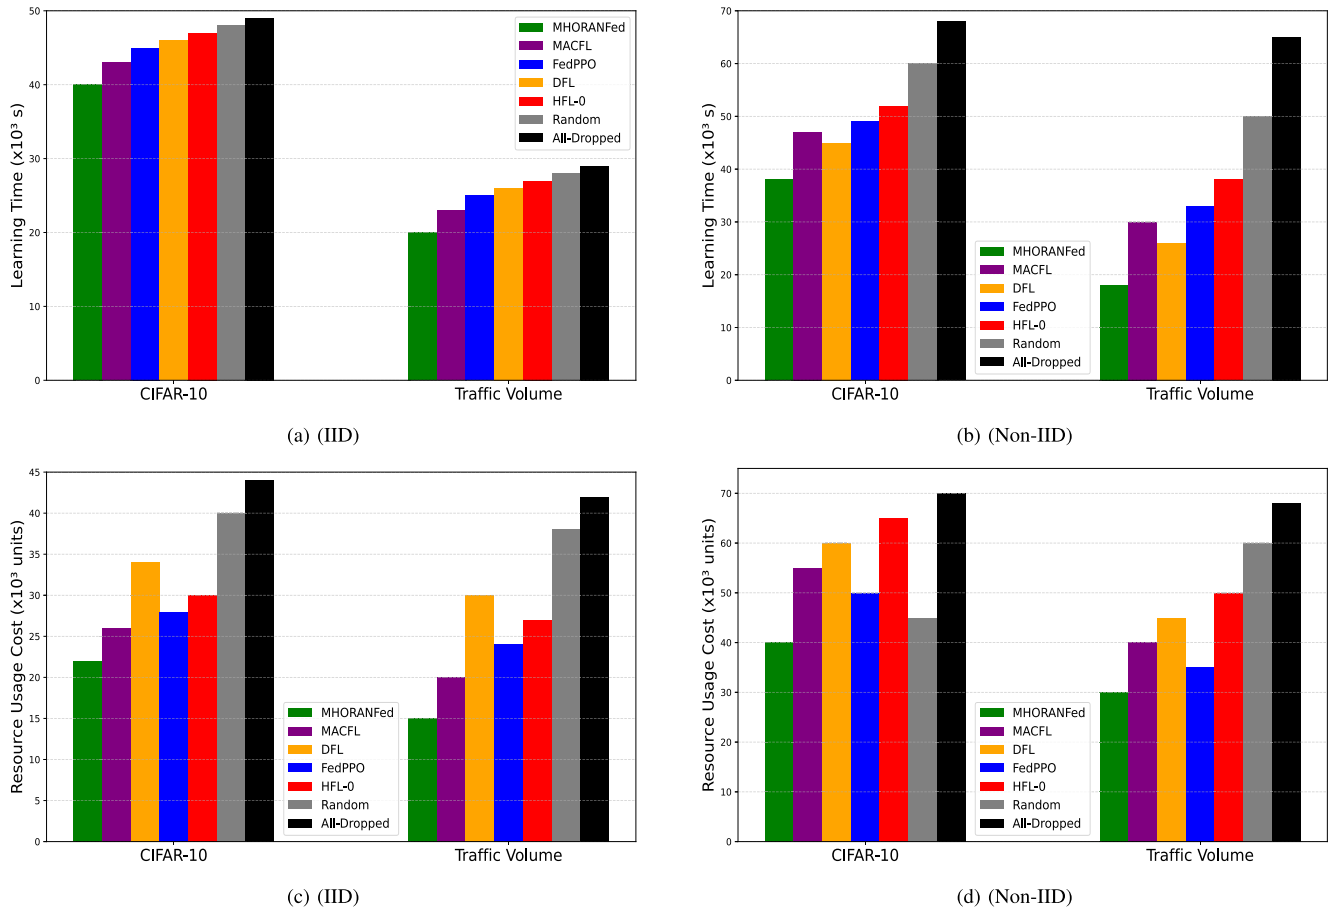 50
40
30
20
10
0
Learning Time (x10³ s)
MHORANFed
MACFL
FedPPO
DFL
HFL-0
Random
All-Dropped
CIFAR-10
Traffic Volume
(a) (IID)
70
60
50
40
30
20
10
0
Learning Time (x10³ s)
MHORANFed
MACFL
DFL
FedPPO
HFL-0
Random
All-Dropped
CIFAR-10
Traffic Volume
(b) (Non-IID)
45
40
35
30
25
20
15
10
5
0
Resource Usage Cost (x10³ units)
MHORANFed
MACFL
DFL
FedPPO
HFL-0
Random
All-Dropped
CIFAR-10
Traffic Volume
(c) (IID)
70
60
50
40
30
20
10
0
Resource Usage Cost (x10³ units)
MHORANFed
MACFL
DFL
FedPPO
HFL-0
Random
All-Dropped
CIFAR-10
Traffic Volume
(d) (Non-IID)